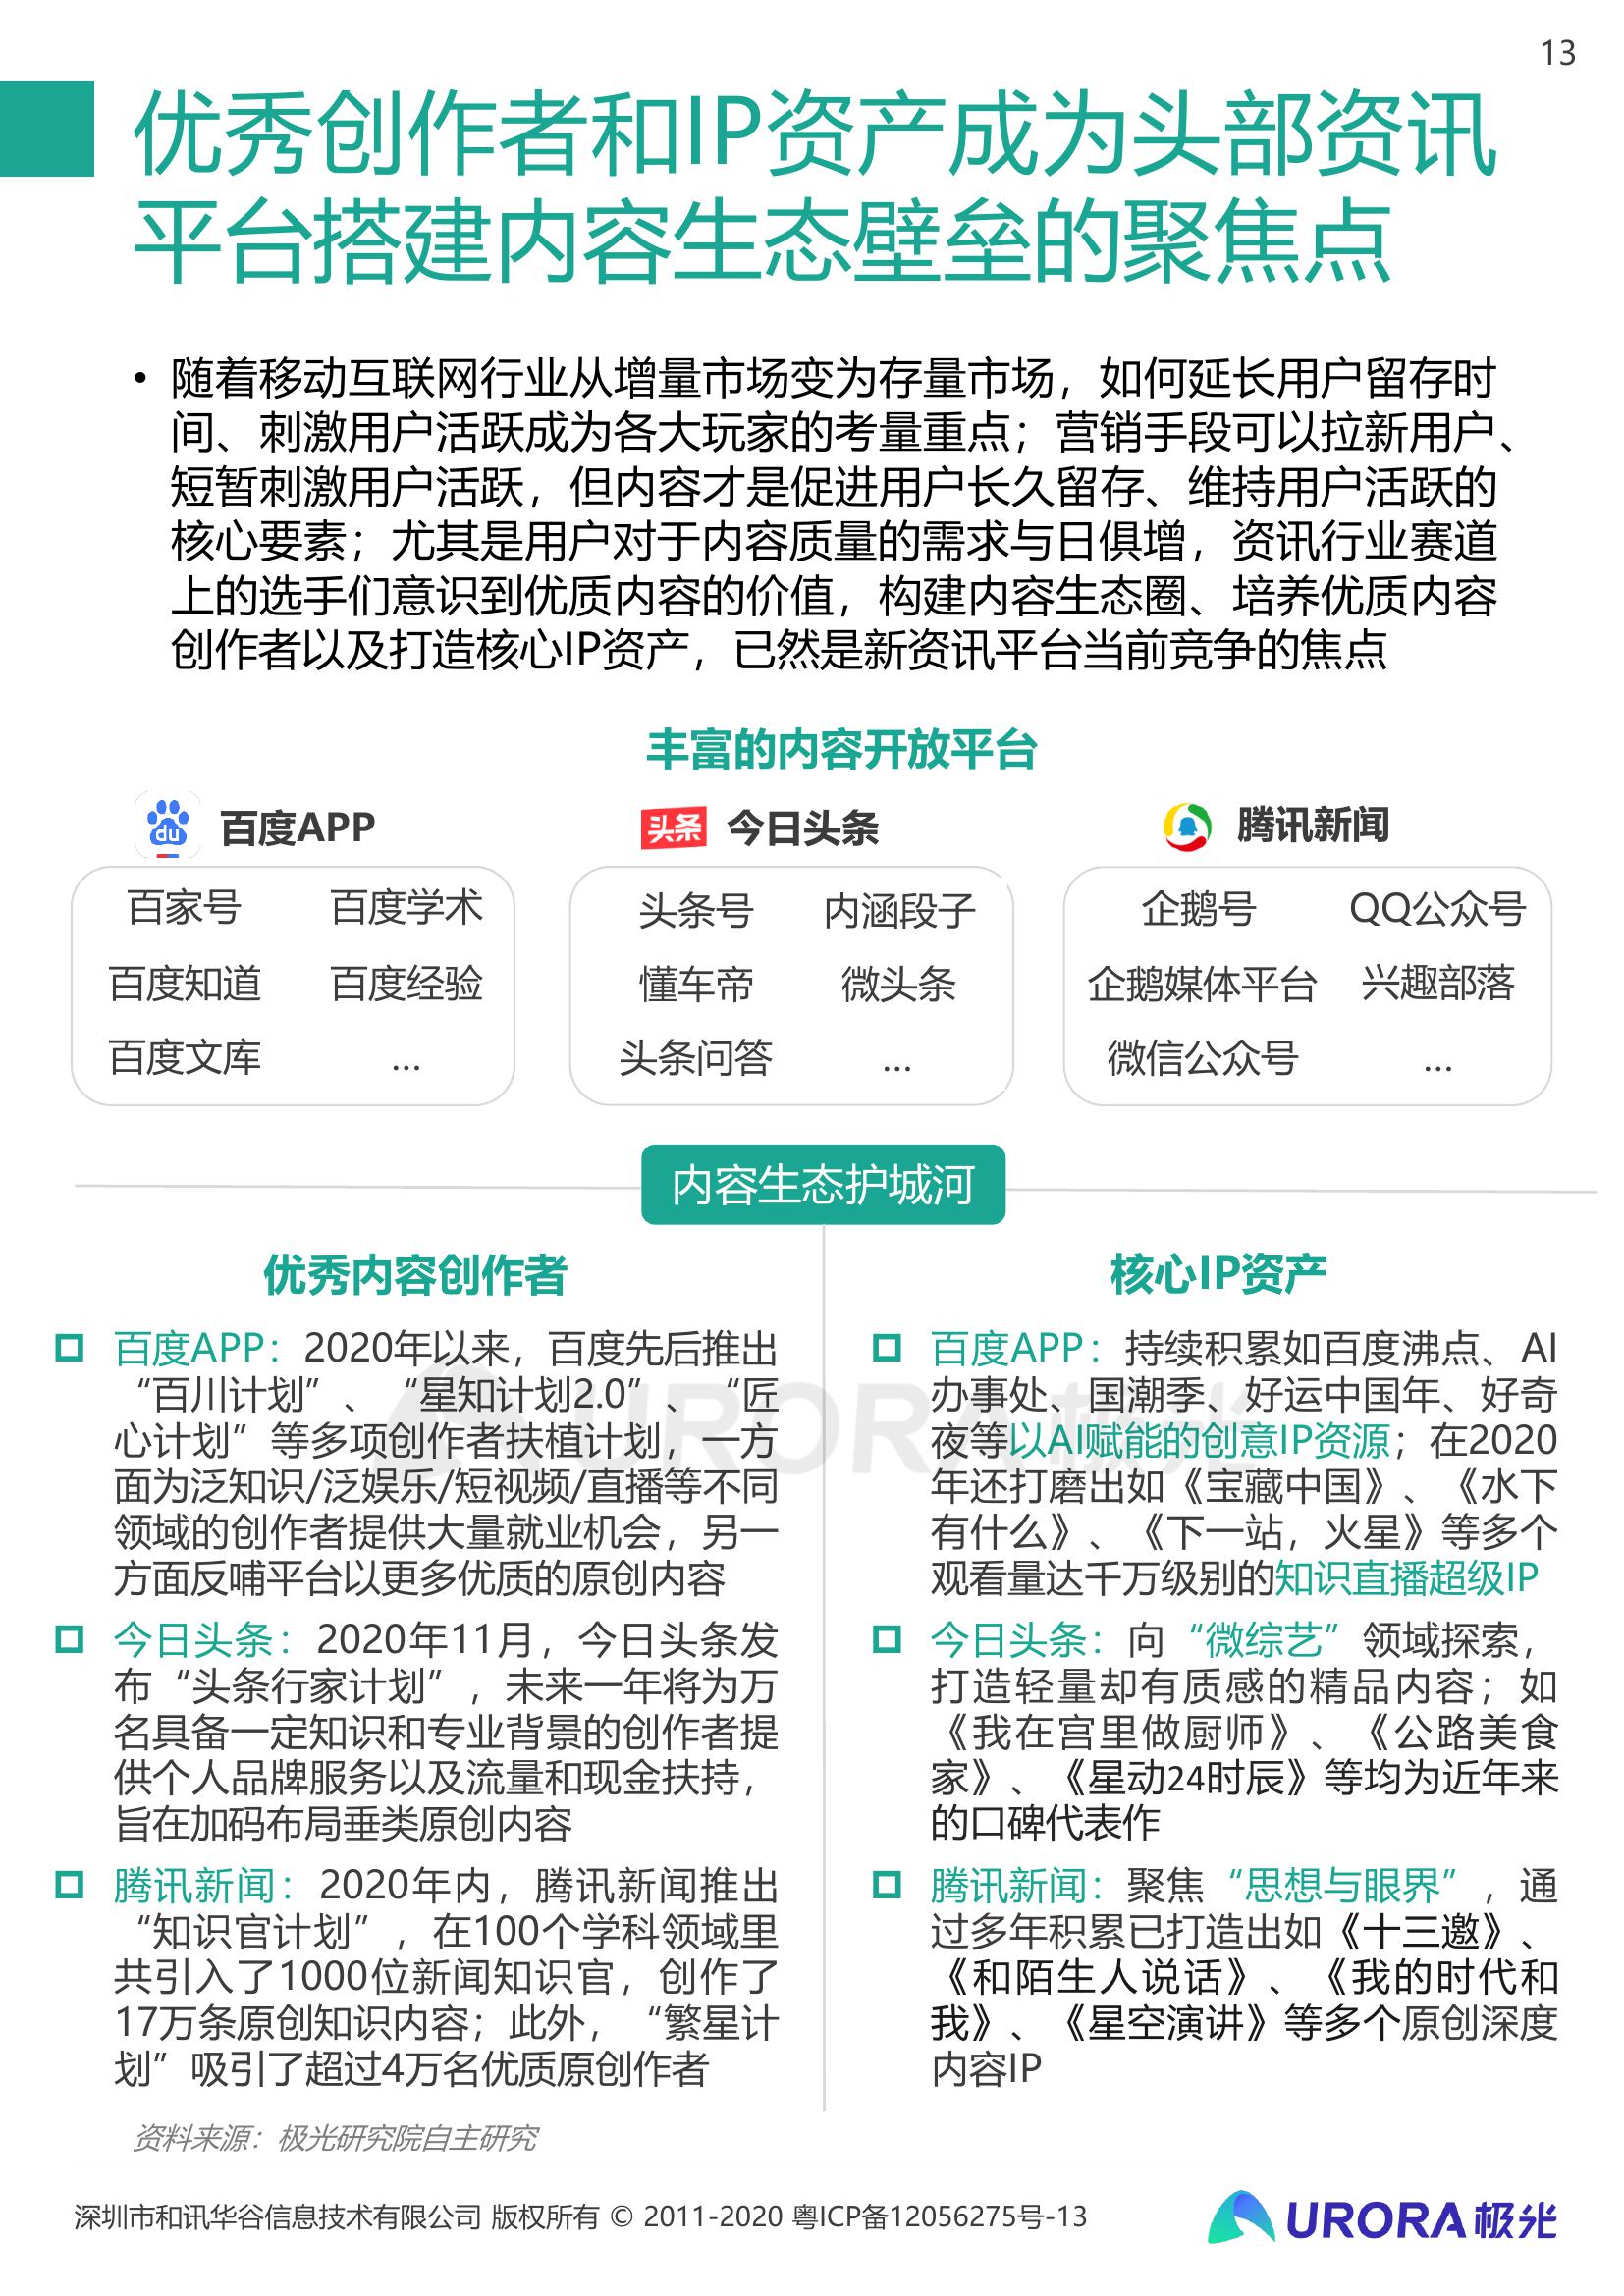 13
优秀创作者和IP资产成为头部资讯
平台搭建内容生态壁垒的聚焦点
• 随着移动互联网行业从增量市场变为存量市场，如何延长用户留存时
间、刺激用户活跃成为各大玩家的考量重点；营销手段可以拉新用户、
短暂刺激用户活跃，但内容才是促进用户长久留存、维持用户活跃的
核心要素；尤其是用户对于内容质量的需求与日俱增，资讯行业赛道
上的选手们意识到优质内容的价值，构建内容生态圈、培养优质内容
创作者以及打造核心IP资产，已然是新资讯平台当前竞争的焦点
丰富的内容开放平台
du 百度APP
百家号 百度学术
百度知道 百度经验
百度文库 ...
头条 今日头条
头条号 内涵段子
懂车帝 微头条
头条问答 ...
腾讯新闻
企鹅号 QQ公众号
企鹅媒体平台 兴趣部落
微信公众号 ...
内容生态护城河
优秀内容创作者
百度APP：2020年以来，百度先后推出
“百川计划”、“星知计划2.0”、“匠
心计划”等多项创作者扶植计划，一方
面为泛知识/泛娱乐/短视频/直播等不同
领域的创作者提供大量就业机会，另一
方面反哺平台以更多优质的原创内容
今日头条：2020年11月，今日头条发
布“头条行家计划”，未来一年将为万
名具备一定知识和专业背景的创作者提
供个人品牌服务以及流量和现金扶持，
旨在加码布局垂类原创内容
腾讯新闻：2020年内，腾讯新闻推出
“知识官计划”，在100个学科领域里
共引入了1000位新闻知识官，创作了
17万条原创知识内容；此外，“繁星计
划”吸引了超过4万名优质原创作者
核心IP资产
百度APP：持续积累如百度沸点、AI
办事处、国潮季、好运中国年、好奇
夜等以AI赋能的创意IP资源；在2020
年还打磨出如《宝藏中国》、《水下
有什么》、《下一站，火星》等多个
观看量达千万级别的知识直播超级IP
今日头条：向“微综艺”领域探索，
打造轻量却有质感的精品内容；如
《我在宫里做厨师》、《公路美食
家》、《星动24时辰》等均为近年来
的口碑代表作
腾讯新闻：聚焦“思想与眼界”，通
过多年积累已打造出如《十三邀》、
《和陌生人说话》、《我的时代和
我》、《星空演讲》等多个原创深度
内容IP
URORA 极光
资料来源：极光研究院自主研究
深圳市和讯华谷信息技术有限公司 版权所有 © 2011-2020 粤ICP备12056275号-13
URORA 极光